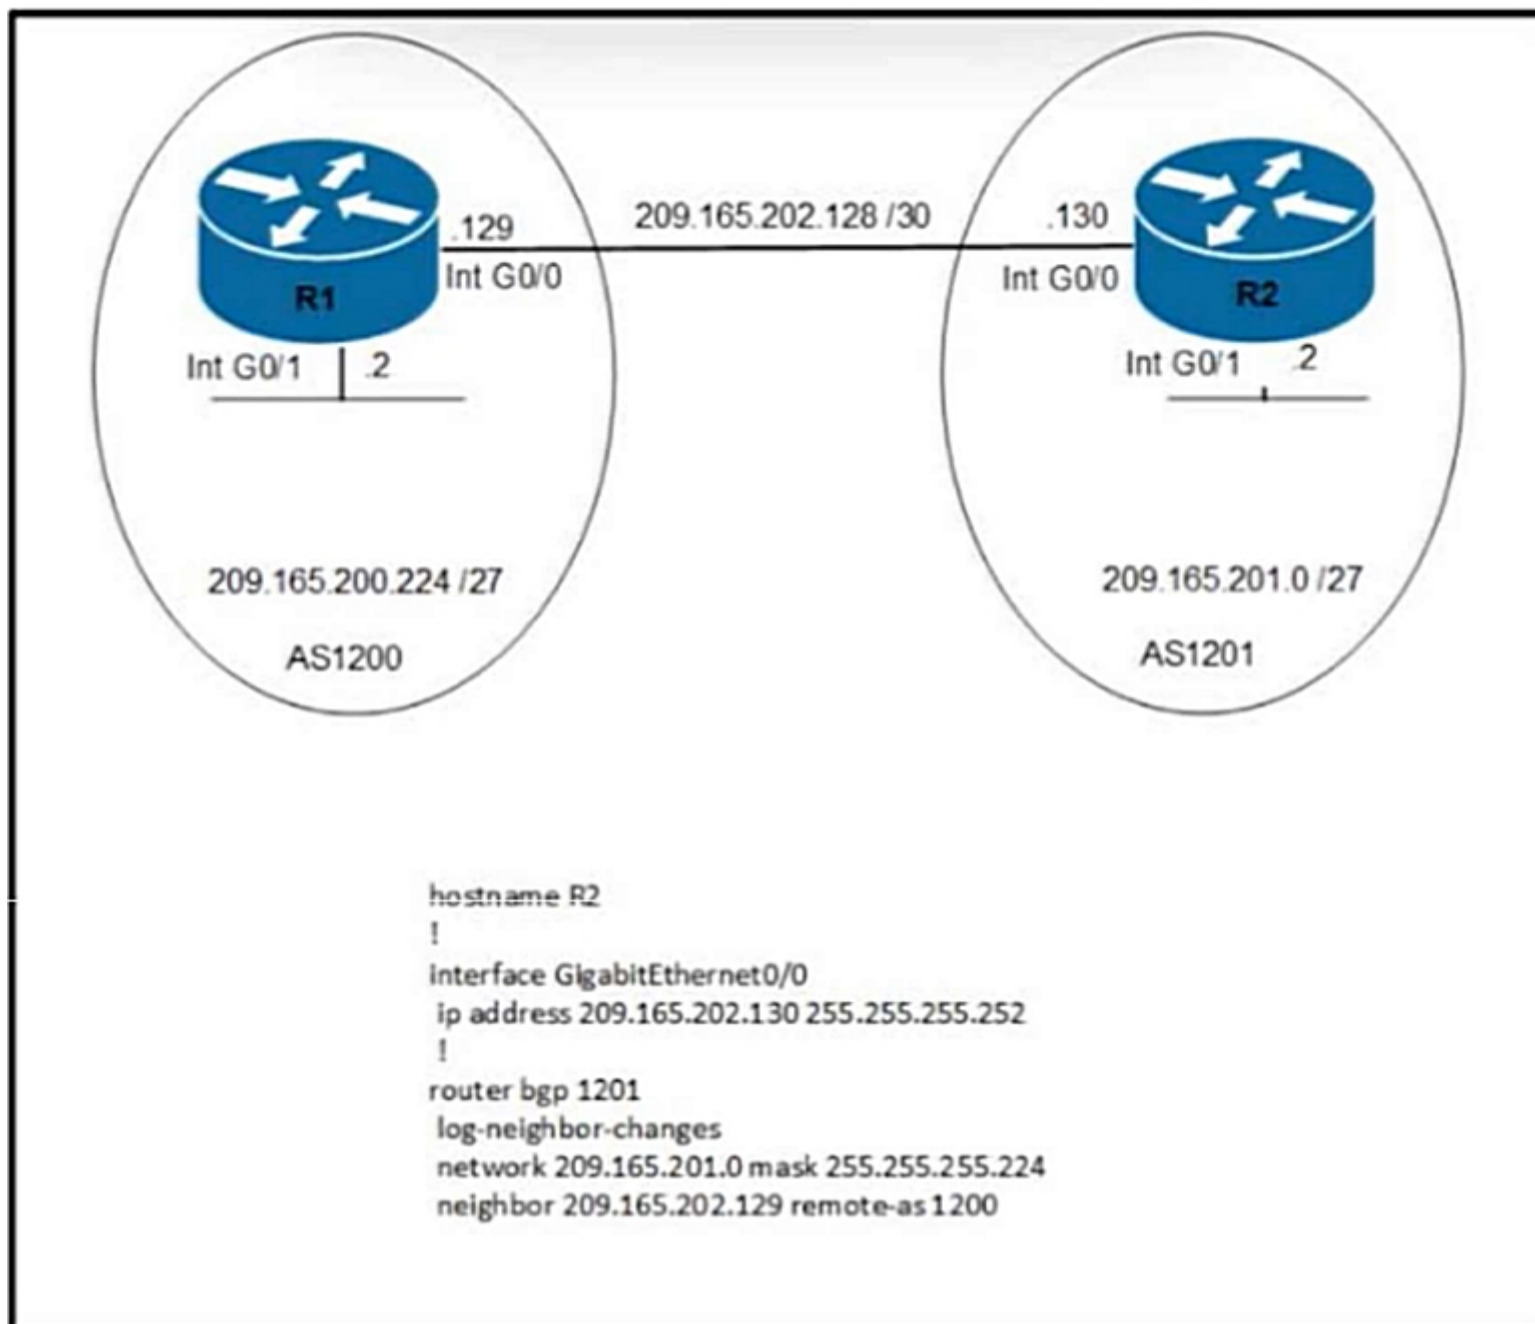 209.165.202.128 /30
.129
.130
Int G0/0
Int G0/0
R1
R2
Int G0/1
.2
Int G0/1
.2
209.165.200.224 /27
209.165.201.0 /27
AS1200
AS1201
hostname R2
!
interface GigabitEthernet0/0
ip address 209.165.202.130 255.255.255.252
!
router bgp 1201
log-neighbor-changes
network 209.165.201.0 mask 255.255.255.224
neighbor 209.165.202.129 remote-as 1200